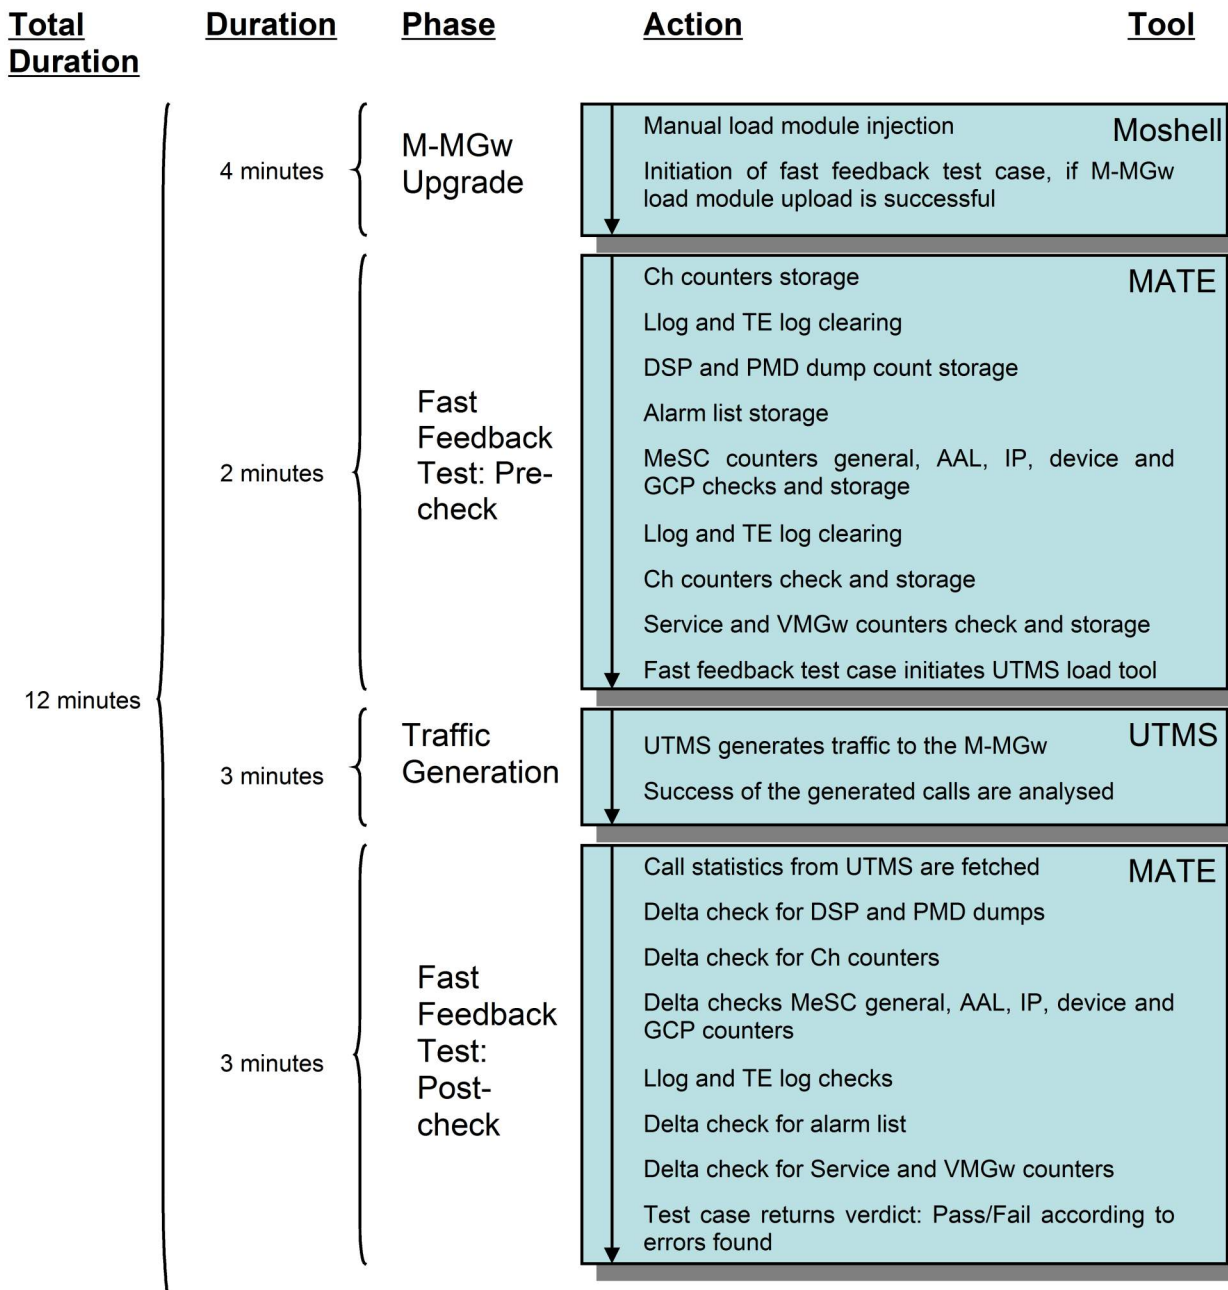 Total Duration Phase Action Tool
Duration
Manual load module injection Moshell
M-MGw
4 minutes Upgrade
Initiation of fast feedback test case, if M-MGw
load module upload is successful
Ch counters storage MATE
Llog and TE log clearing
DSP and PMD dump count storage
Alarm list storage
Fast
Feedback
2 minutes Test: Pre-
check
MeSC counters general, AAL, IP, device and
GCP checks and storage
Llog and TE log clearing
Ch counters check and storage
Service and VMGw counters check and storage
Fast feedback test case initiates UTMS load tool
12 minutes
Traffic
3 minutes Generation
UTMS
UTMS generates traffic to the M-MGw
Success of the generated calls are analysed
Call statistics from UTMS are fetched MATE
Delta check for DSP and PMD dumps
Delta check for Ch counters
Fast
Feedback
3 minutes Test:
Post-
check
Delta checks MeSC general, AAL, IP, device and
GCP counters
Llog and TE log checks
Delta check for alarm list
Delta check for Service and VMGw counters
Test case returns verdict: Pass/Fail according to
errors found